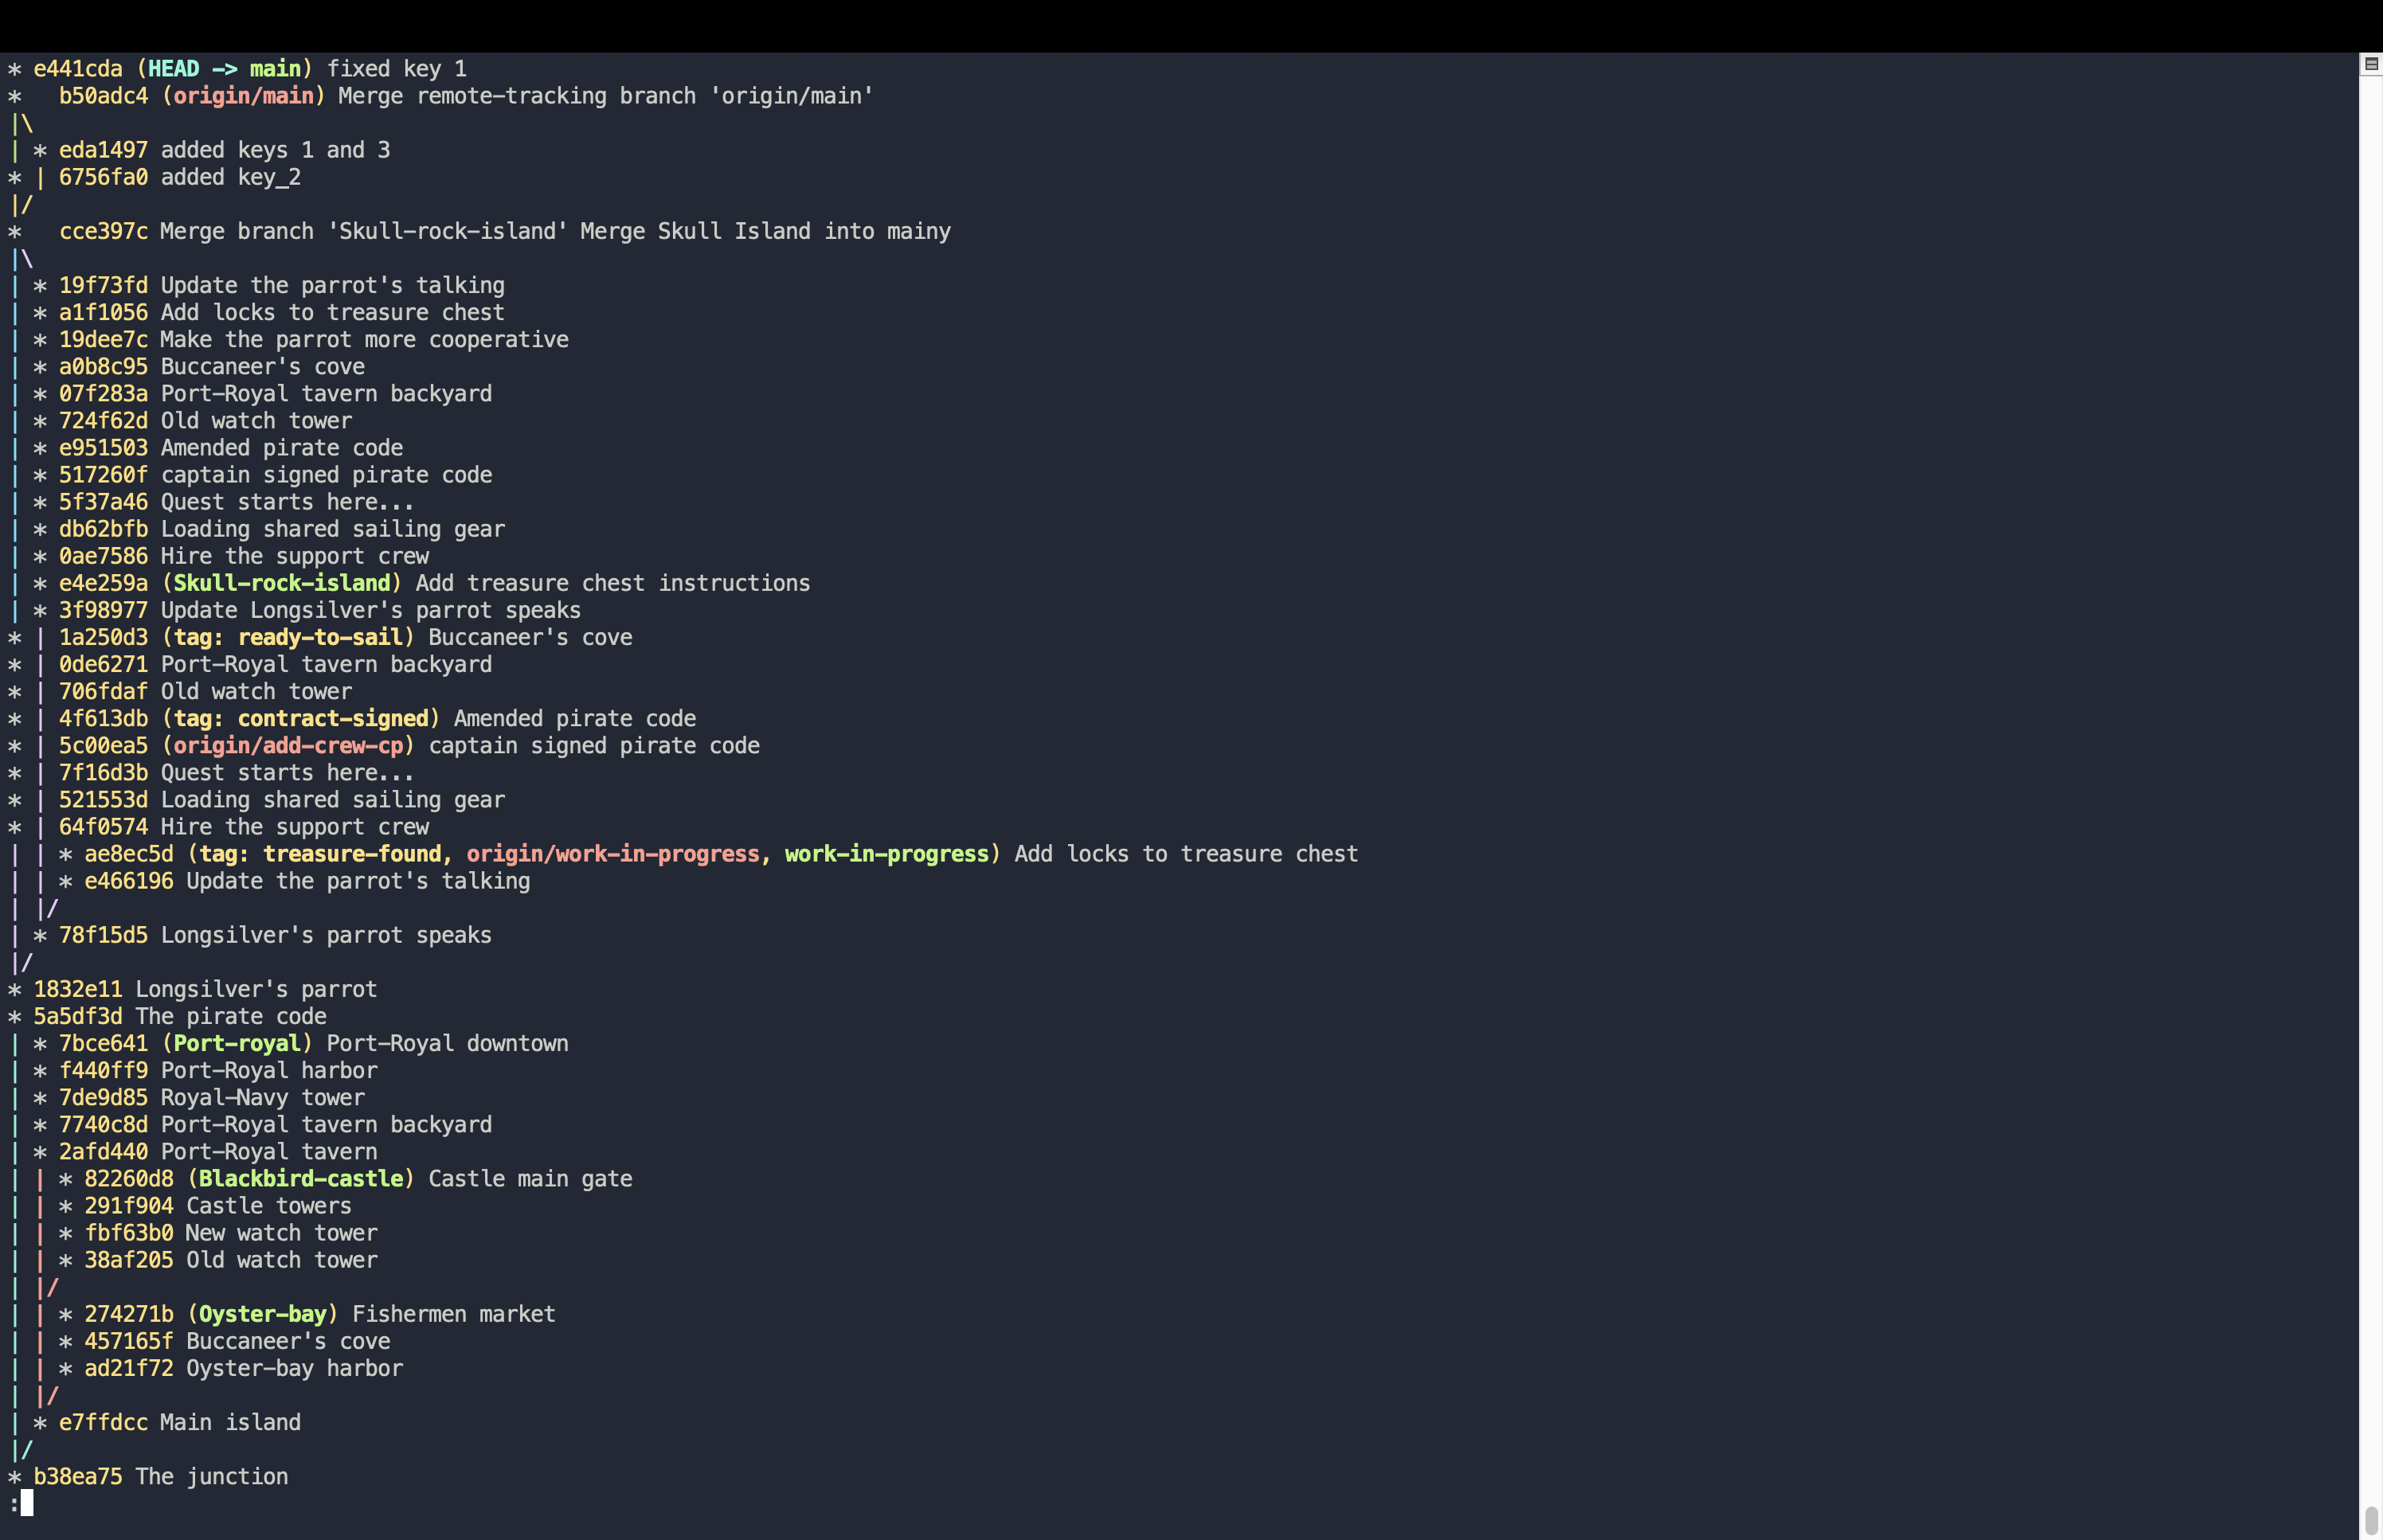 * e441cda (HEAD -> main) fixed key 1
*   b50adc4 (origin/main) Merge remote-tracking branch 'origin/main'
|\
| * eda1497 added keys 1 and 3
* | 6756fa0 added key_2
|/
*   cce397c Merge branch 'Skull-rock-island' Merge Skull Island into mainy
|\
| * 19f73fd Update the parrot's talking
| * a1f1056 Add locks to treasure chest
| * 19dee7c Make the parrot more cooperative
| * a0b8c95 Buccaneer's cove
| * 07f283a Port-Royal tavern backyard
| * 724f62d Old watch tower
| * e951503 Amended pirate code
| * 517260f captain signed pirate code
| * 5f37a46 Quest starts here...
| * db62bfb Loading shared sailing gear
| * 0ae7586 Hire the support crew
| * e4e259a (Skull-rock-island) Add treasure chest instructions
| * 3f98977 Update Longsilver's parrot speaks
* | 1a250d3 (tag: ready-to-sail) Buccaneer's cove
* | 0de6271 Port-Royal tavern backyard
* | 706fdaf Old watch tower
* | 4f613db (tag: contract-signed) Amended pirate code
* | 5c00ea5 (origin/add-crew-cp) captain signed pirate code
* | 7f16d3b Quest starts here...
* | 521553d Loading shared sailing gear
* | 64f0574 Hire the support crew
| | * ae8ec5d (tag: treasure-found, origin/work-in-progress, work-in-progress) Add locks to treasure chest
| | * e466196 Update the parrot's talking
| |/
| * 78f15d5 Longsilver's parrot speaks
|/
* 1832e11 Longsilver's parrot
* 5a5df3d The pirate code
| * 7bce641 (Port-royal) Port-Royal downtown
| * f440ff9 Port-Royal harbor
| * 7de9d85 Royal-Navy tower
| * 7740c8d Port-Royal tavern backyard
| * 2afd440 Port-Royal tavern
| | * 82260d8 (Blackbird-castle) Castle main gate
| | * 291f904 Castle towers
| | * fbf63b0 New watch tower
| | * 38af205 Old watch tower
| |/
| | * 274271b (Oyster-bay) Fishermen market
| | * 457165f Buccaneer's cove
| | * ad21f72 Oyster-bay harbor
| |/
| * e7ffdcc Main island
|/
* b38ea75 The junction
: